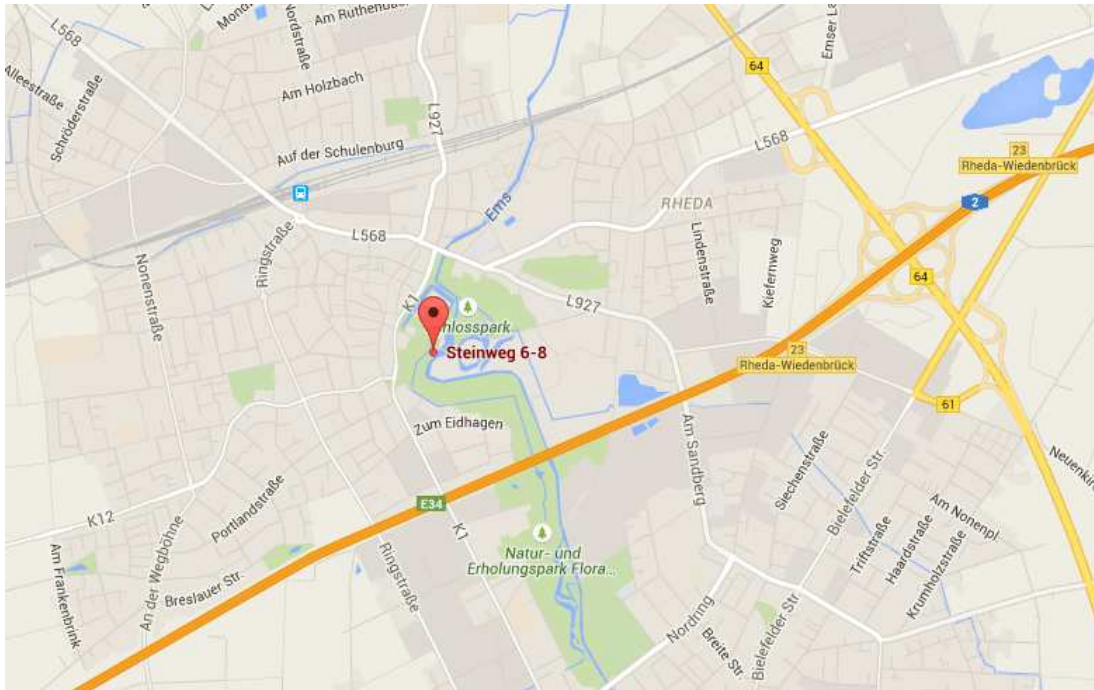 L568
Mond
Nordstraße
Am Ruthenbach
Alleestraße
Schröderstraße
Am Holzbach
L927
Auf der Schulenburg
64
Emser La
L568
23
Rheda-Wiedenbrück
2
Ems
RHEDA
Lindenstraße
Kiefernweg
L568
Ringstraße
Nonenstraße
K1
L927
64
Schlosspark
Steinweg 6-8
23
Rheda-Wiedenbrück
61
Zum Eidhagen
Am Sandberg
Siechenstraße
Bielefelder Str.
Neuenkir
E34
K12
Portlandstraße
K1
Am Nonenpl.
Triftstraße
Haardstraße
Krumholzstraße
An der Wegböhne
Ringstraße
Natur- und
Erholungspark Flora...
Am Frankenbrink
Breslauer Str.
Nordring
Breite Str.
Bielefelder Str.